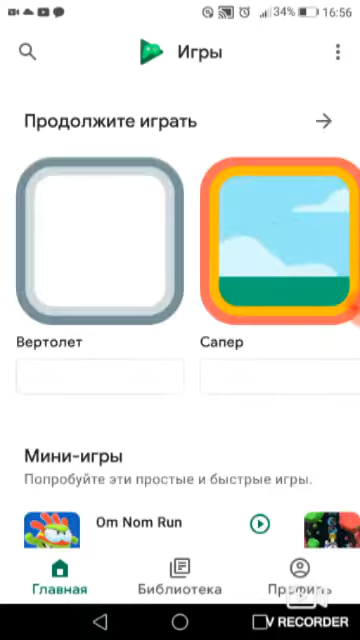 34% 16:56
Игры
Продолжите играть
Вертолет
Сапер
Мини-игры
Попробуйте эти простые и быстрые игры.
Om Nom Run
Главная
Библиотека
Профиль
V RECORDER